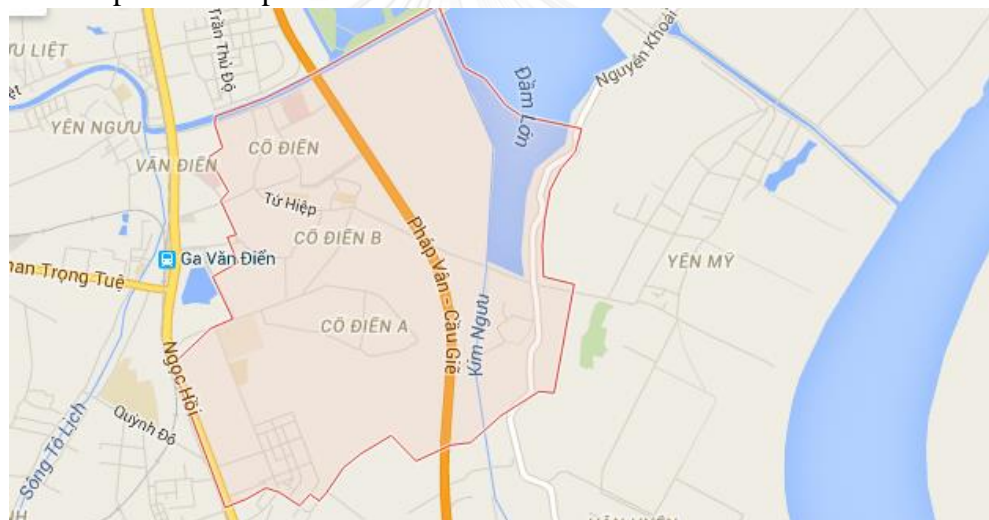 Trần Thủ Độ
Nguyễn Khoái
Đầm Lớn
YÊN NGƯU
VĂN ĐIỂN
CỔ ĐIỂN
Tứ Hiệp
CỔ ĐIỂN B
Pháp Vân - Cầu Giẽ
Ga Văn Điển
YÊN MỸ
han Trọng Tuệ
CỔ ĐIỂN A
Kim Ngưu
Ngọc Hồi
Quỳnh Đô
Sông Tô Lịch